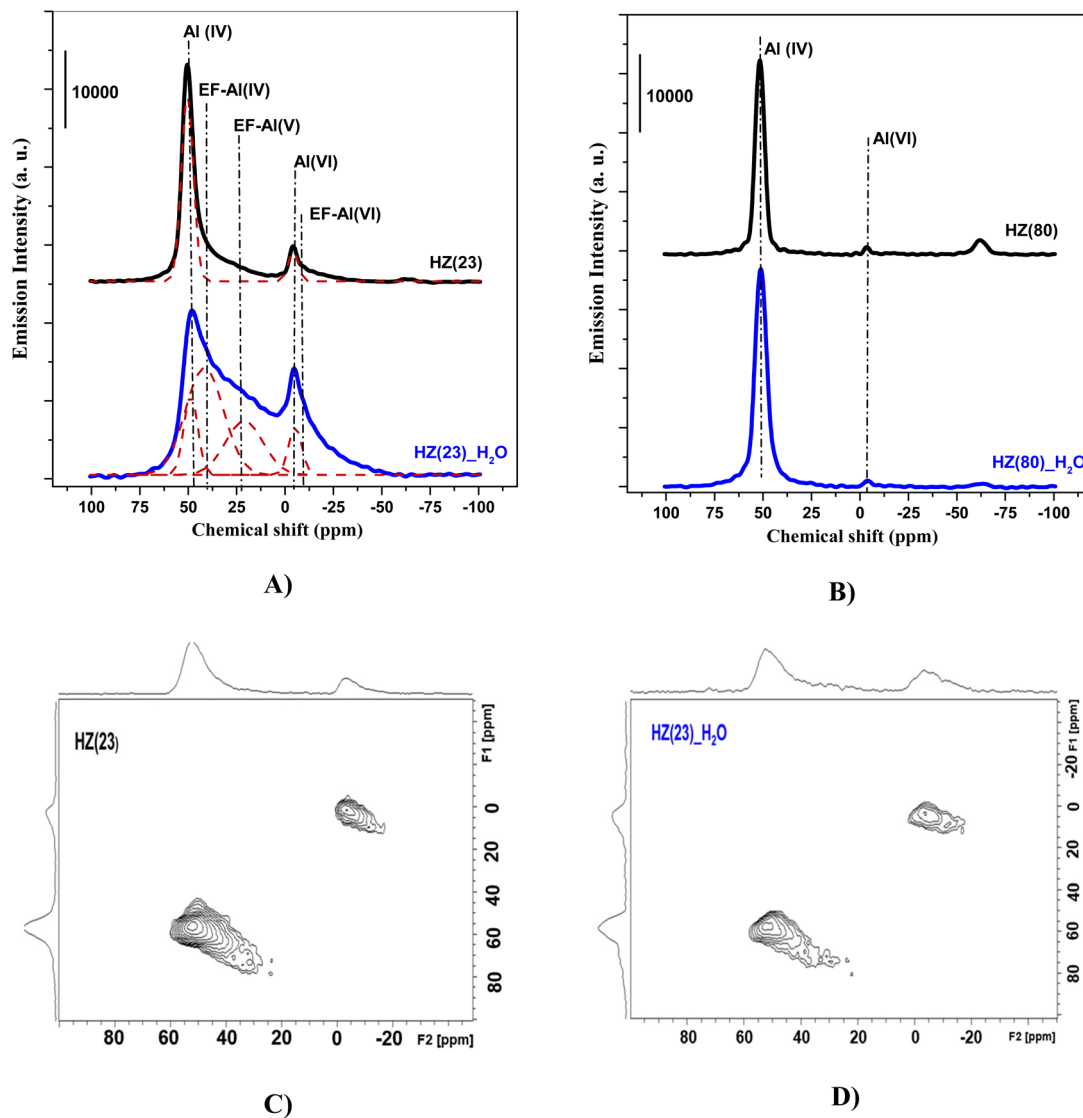 Al (IV)
10000
EF-Al(IV)
EF-Al(V)
Al(VI)
EF-Al(VI)
HZ(23)
HZ(23)_H₂O
Emission Intensity (a. u.)
100 75 50 25 0 -25 -50 -75 -100
Chemical shift (ppm)
A)
Al (IV)
10000
Al(VI)
HZ(80)
HZ(80)_H₂O
Emission Intensity (a. u.)
100 75 50 25 0 -25 -50 -75 -100
Chemical shift (ppm)
B)
HZ(23)
F1 [ppm]
0
20
40
60
80
80 60 40 20 0 -20 F2 [ppm]
C)
HZ(23)_H₂O
F1 [ppm]
-20
0
20
40
60
80
80 60 40 20 0 -20 F2 [ppm]
D)